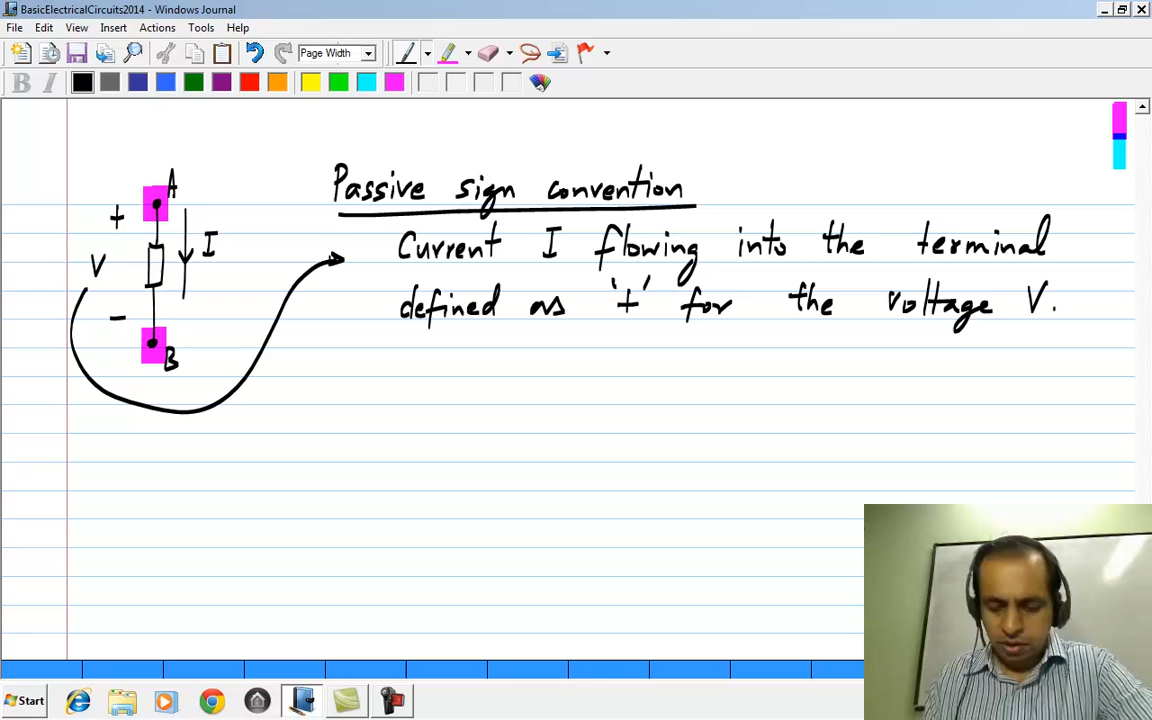 BasicElectricalCircuits2014 - Windows Journal
File Edit View Insert Actions Tools Help
Page Width
B I
A
Passive sign convention
+
I
Current I flowing into the terminal
V
defined as '+' for the voltage V.
-
B
Start